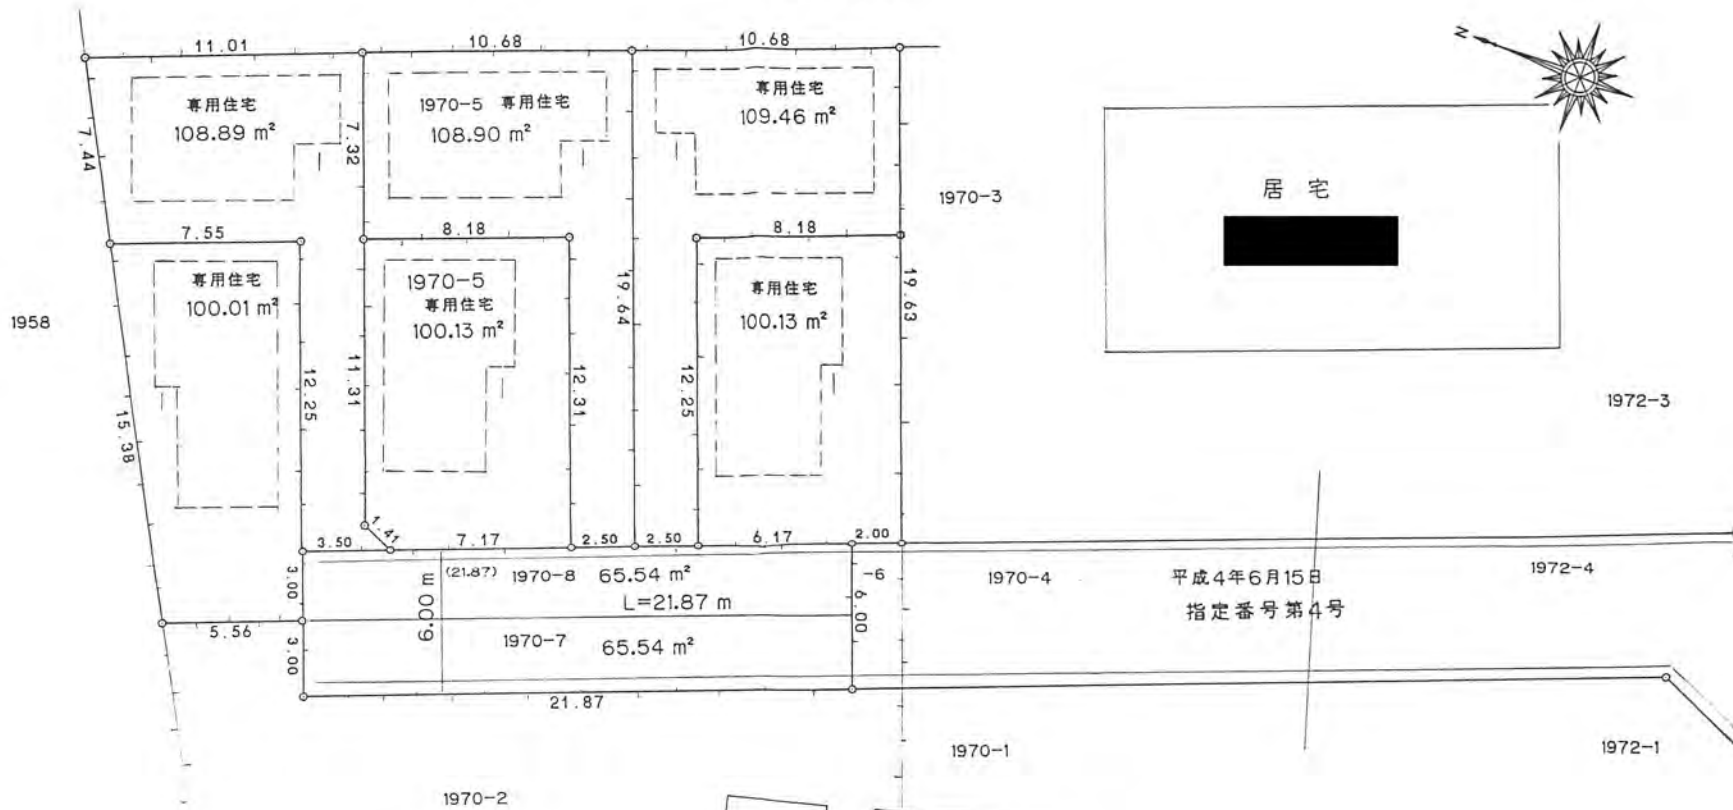 11.01
10.68
10.68
N
専用住宅
108.89 m²
1970-5 専用住宅
108.90 m²
専用住宅
109.46 m²
7.44
7.32
居宅
1970-3
7.55
8.18
8.18
専用住宅
100.01 m²
1970-5
専用住宅
100.13 m²
専用住宅
100.13 m²
19.64
19.63
1958
12.25
11.31
12.31
12.25
1972-3
15.38
1.41
3.50
7.17
2.50
2.50
6.17
2.00
3.00
6.00 m
(21.87) 1970-8 65.54 m²
L=21.87 m
-6
6.00
1970-4
平成4年6月15日
指定番号第4号
1972-4
5.56
3.00
1970-7 65.54 m²
21.87
1970-1
1972-1
1970-2